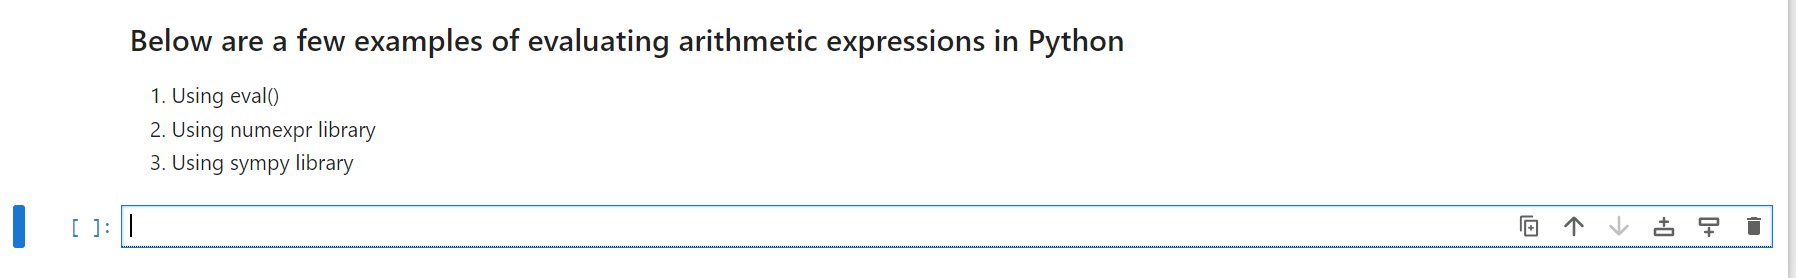 Below are a few examples of evaluating arithmetic expressions in Python
1. Using eval()
2. Using numexpr library
3. Using sympy library
[ ]: